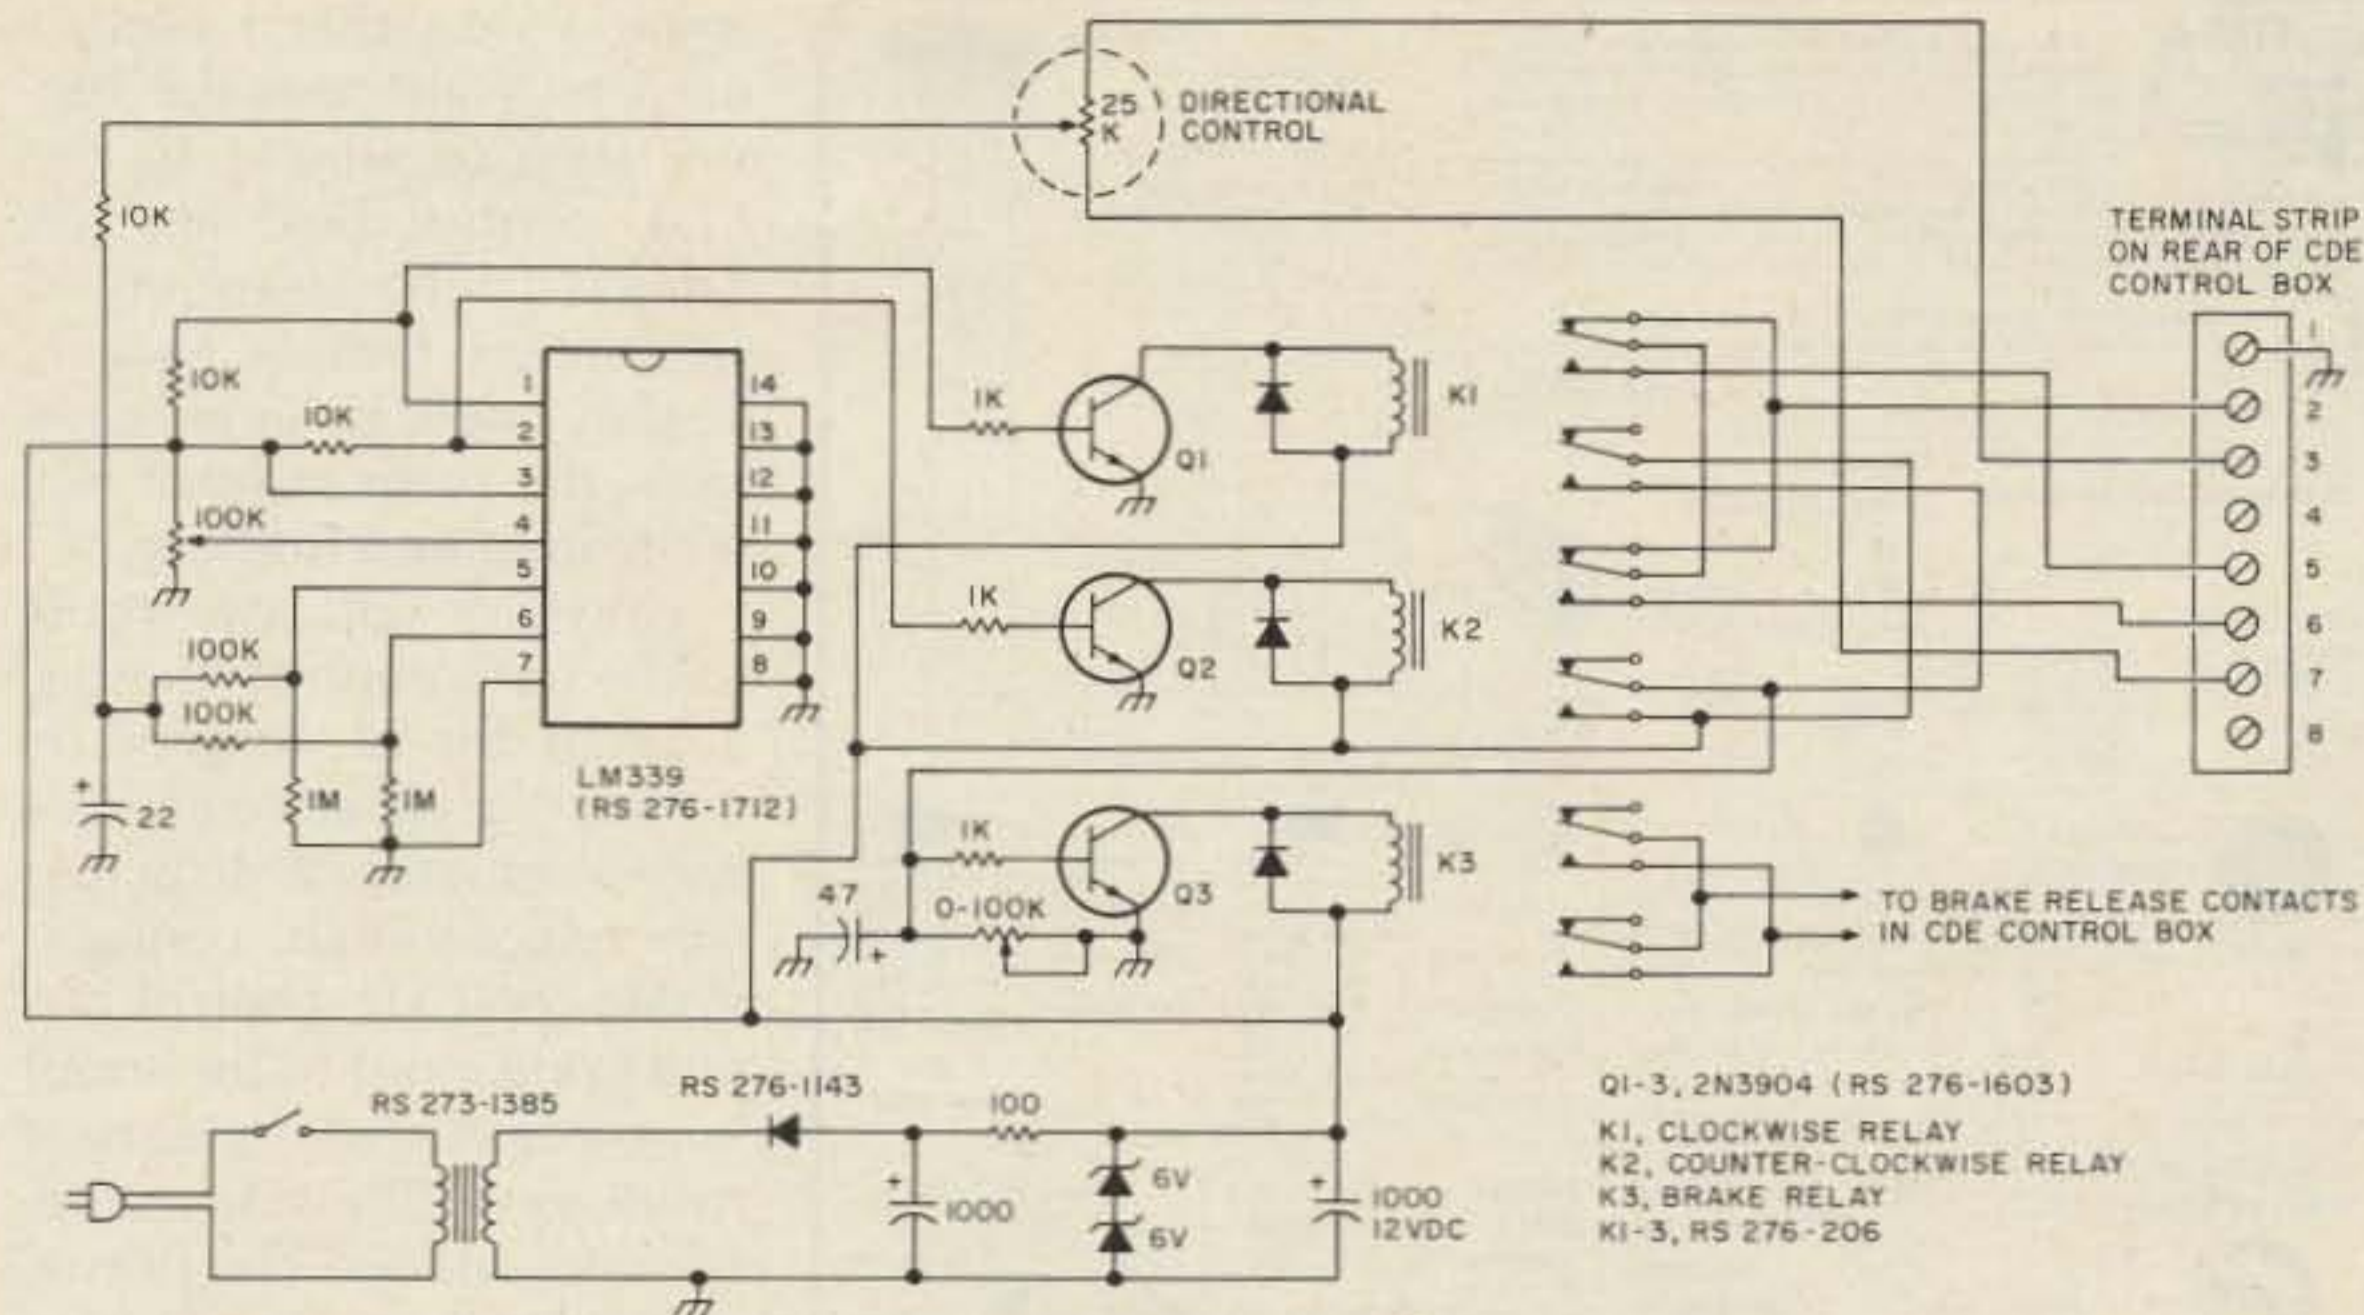 25
K
DIRECTIONAL
CONTROL
10K
TERMINAL STRIP
ON REAR OF CDE
CONTROL BOX
10K
10K
100K
1
2
3
4
5
6
7
14
13
12
11
10
9
8
1K
Q1
K1
1K
Q2
K2
1
2
3
4
5
6
7
8
100K
100K
1M
1M
+
22
LM339
(RS 276-1712)
1K
Q3
K3
47
+
0-100K
TO BRAKE RELEASE CONTACTS
IN CDE CONTROL BOX
RS 273-1385
RS 276-1143
100
+
1000
6V
6V
+
1000
12VDC
Q1-3, 2N3904 (RS 276-1603)
K1, CLOCKWISE RELAY
K2, COUNTER-CLOCKWISE RELAY
K3, BRAKE RELAY
K1-3, RS 276-206